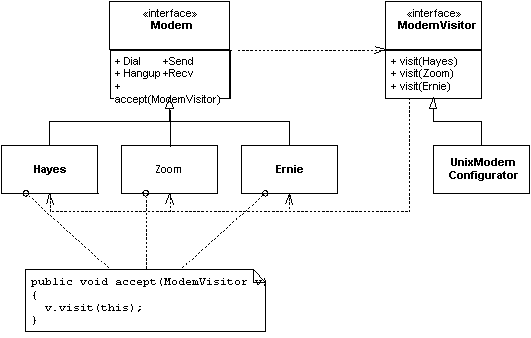 «interface»
Modem
+ Dial +Send
+ Hangup +Recv
+
accept(ModemVisitor)
«interface»
ModemVisitor
+ visit(Hayes)
+ visit(Zoom)
+ visit(Ernie)
Hayes
Zoom
Ernie
UnixModem
Configurator
public void accept(ModemVisitor v)
{
v.visit(this);
}